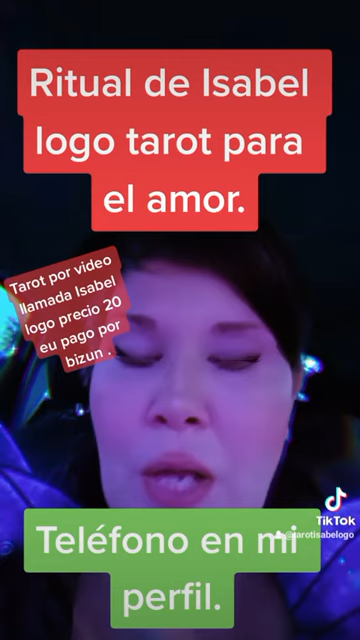 Ritual de Isabel
logo tarot para
el amor.
Tarot por video
llamada Isabel
logo precio 20
eu pago por
bizun .
TikTok
@tarotisabelogo
Teléfono en mi
perfil.